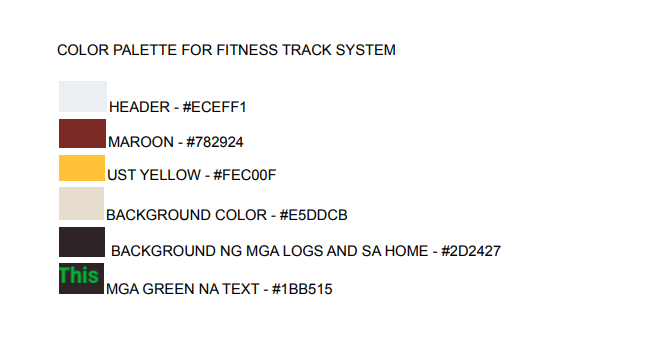 COLOR PALETTE FOR FITNESS TRACK SYSTEM
HEADER - #ECEFF1
MAROON - #782924
UST YELLOW - #FEC00F
BACKGROUND COLOR - #E5DDCB
BACKGROUND NG MGA LOGS AND SA HOME - #2D2427
This
MGA GREEN NA TEXT - #1BB515